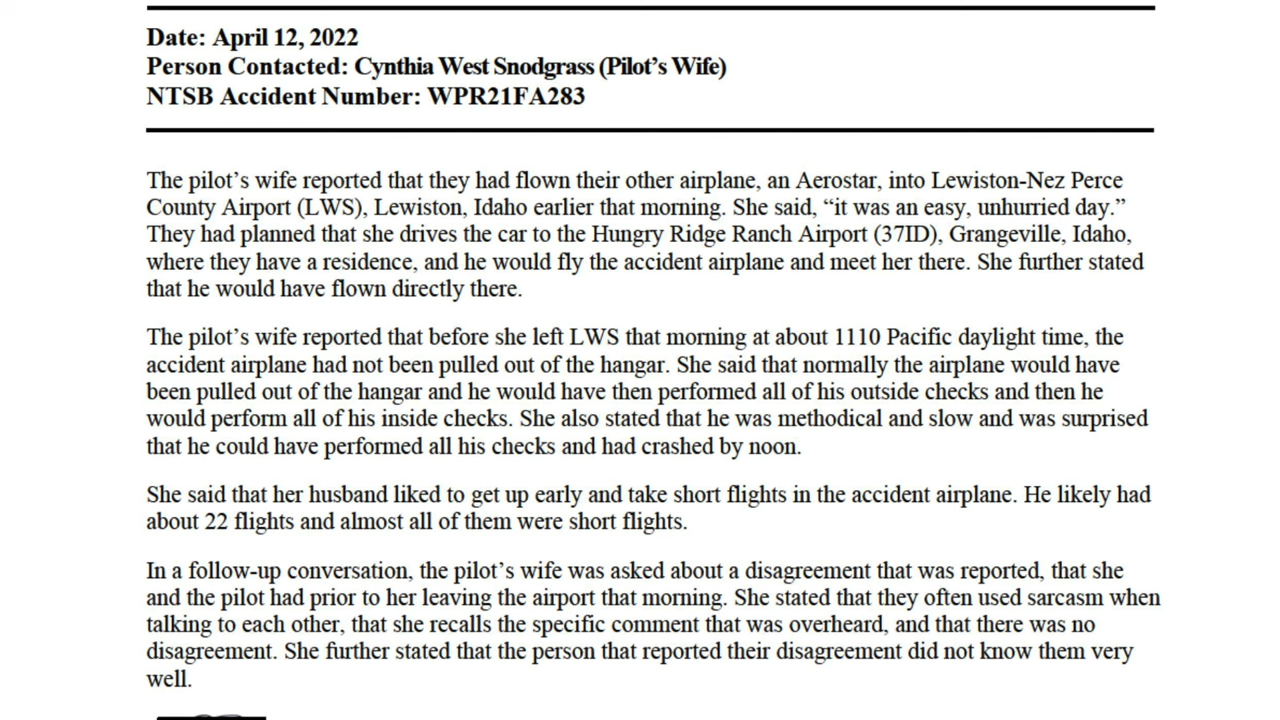 Date: April 12, 2022
Person Contacted: Cynthia West Snodgrass (Pilot’s Wife)
NTSB Accident Number: WPR21FA283
The pilot’s wife reported that they had flown their other airplane, an Aerostar, into Lewiston-Nez Perce
County Airport (LWS), Lewiston, Idaho earlier that morning. She said, “it was an easy, unhurried day.”
They had planned that she drives the car to the Hungry Ridge Ranch Airport (37ID), Grangeville, Idaho,
where they have a residence, and he would fly the accident airplane and meet her there. She further stated
that he would have flown directly there.
The pilot’s wife reported that before she left LWS that morning at about 1110 Pacific daylight time, the
accident airplane had not been pulled out of the hangar. She said that normally the airplane would have
been pulled out of the hangar and he would have then performed all of his outside checks and then he
would perform all of his inside checks. She also stated that he was methodical and slow and was surprised
that he could have performed all his checks and had crashed by noon.
She said that her husband liked to get up early and take short flights in the accident airplane. He likely had
about 22 flights and almost all of them were short flights.
In a follow-up conversation, the pilot’s wife was asked about a disagreement that was reported, that she
and the pilot had prior to her leaving the airport that morning. She stated that they often used sarcasm when
talking to each other, that she recalls the specific comment that was overheard, and that there was no
disagreement. She further stated that the person that reported their disagreement did not know them very
well.